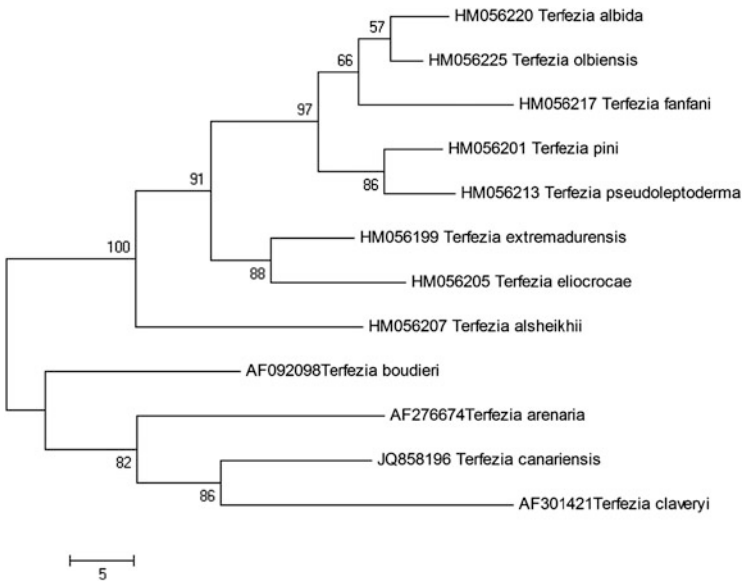 HM056220 Terfezia albida
57
HM056225 Terfezia olbiensis
66
HM056217 Terfezia fanfani
97
HM056201 Terfezia pini
86
HM056213 Terfezia pseudoleptoderma
91
HM056199 Terfezia extremadurensis
100
88
HM056205 Terfezia eliocrocae
HM056207 Terfezia alsheikhii
AF092098Terfezia boudieri
AF276674Terfezia arenaria
82
JQ858196 Terfezia canariensis
86
AF301421Terfezia claveryi
5